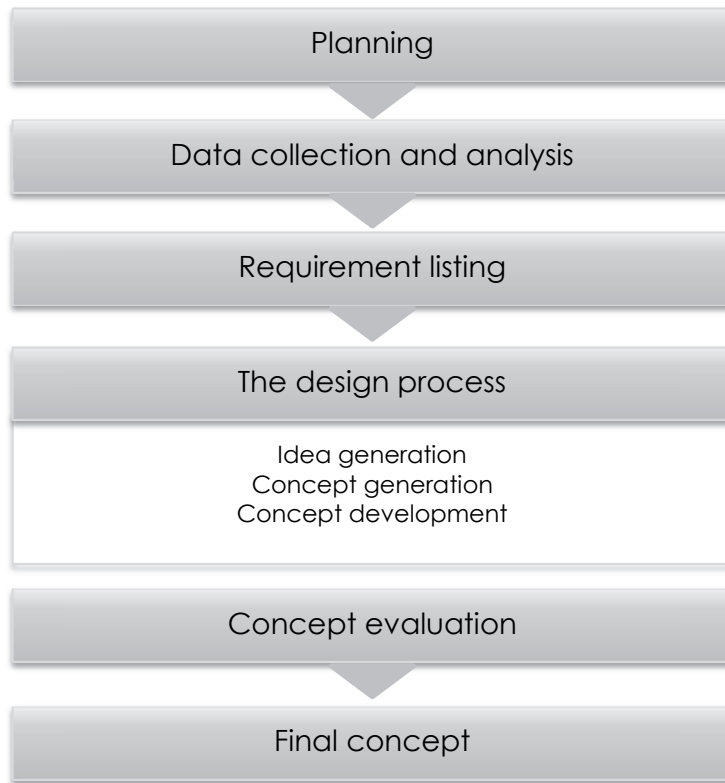 Planning
Data collection and analysis
Requirement listing
The design process
Idea generation
Concept generation
Concept development
Concept evaluation
Final concept